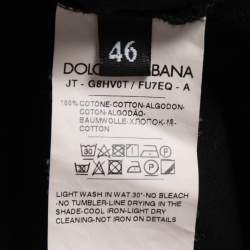 46
DOLCE&GABBANA
JT - G8HV0T / FU7EQ - A
100% COTONE-COTTON-ALGODON-
COTON-ALGODÃO-
BAUMWOLLE-ХЛОПОК-棉-
COTTON
30
LIGHT WASH IN WAT.30°-NO BLEACH
-NO TUMBLER-LINE DRYING IN THE
SHADE-COOL IRON-LIGHT DRY
CLEANING-NOT IRON ON DETAILS